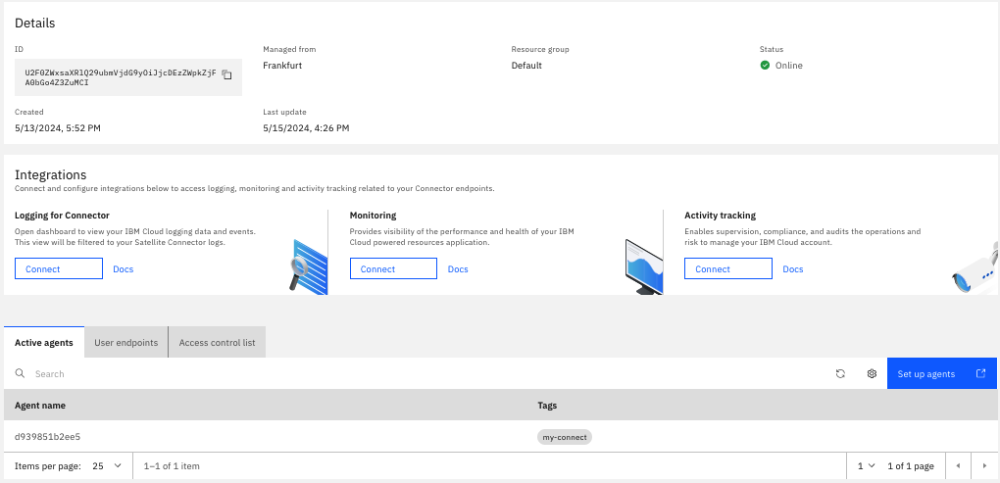 Details
ID
Managed from
Resource group
Status
U2F0ZWxsaXRlQ29ubmVjdG9yOiJjcDEzZWpkZjF
A0bGo4Z3ZuMCI
Frankfurt
Default
Online
Created
Last update
5/13/2024, 5:52 PM
5/15/2024, 4:26 PM
Integrations
Connect and configure integrations below to access logging, monitoring and activity tracking related to your Connector endpoints.
Logging for Connector
Open dashboard to view your IBM Cloud logging data and events.
This view will be filtered to your Satellite Connector logs.
Connect
Docs
Monitoring
Provides visibility of the performance and health of your IBM
Cloud powered resources application.
Connect
Docs
Activity tracking
Enables supervision, compliance, and audits the operations and
risk to manage your IBM Cloud account.
Connect
Docs
Active agents
User endpoints
Access control list
Search
Set up agents
Agent name
Tags
d939851b2ee5
my-connect
Items per page: 25
1–1 of 1 item
1
1 of 1 page